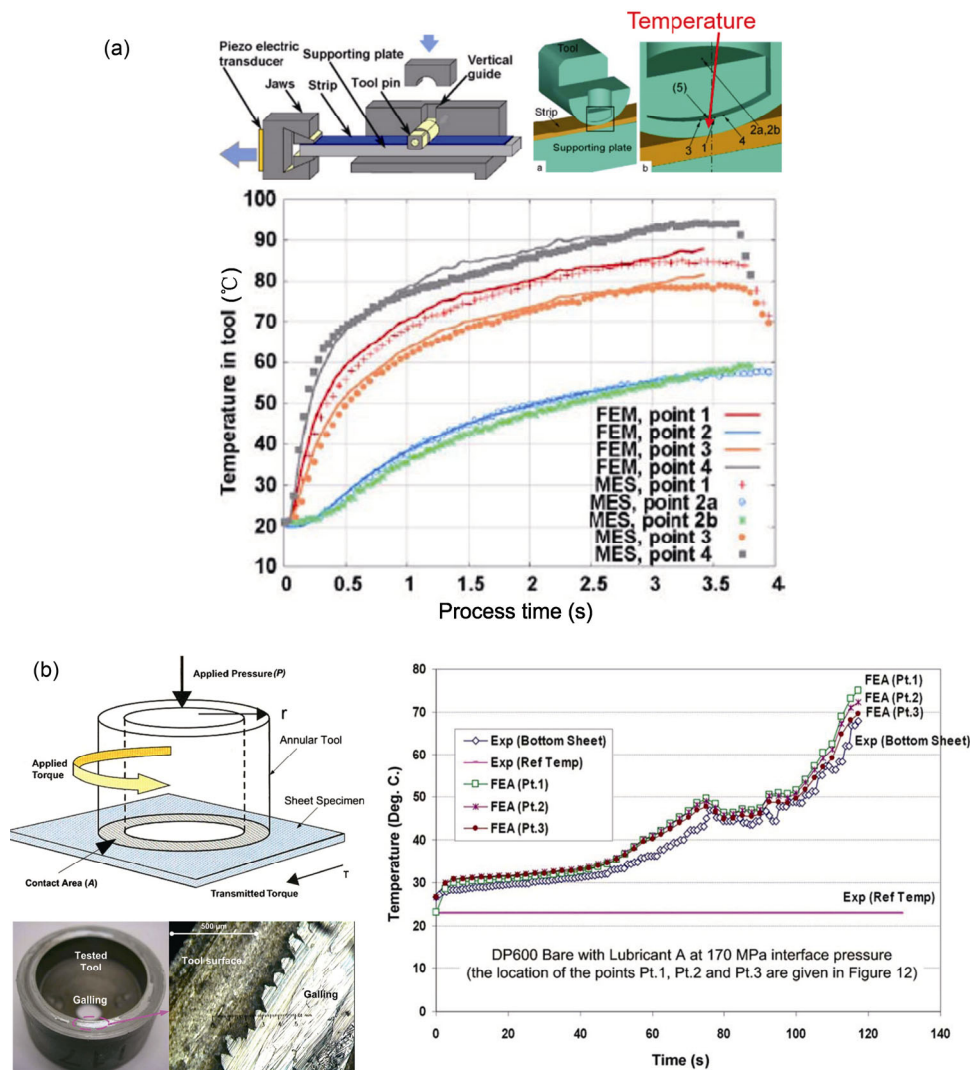 (a)
Piezo electric
transducer
Jaws
Supporting plate
Strip
Tool pin
Vertical
guide
Tool
Strip
Supporting plate
a
Temperature
(5)
2a,2b
3
1
4
b
Temperature in tool (℃)
100
90
80
70
60
50
40
30
20
10
0
0.5
1
1.5
2
2.5
3
3.5
4
FEM, point 1
FEM, point 2
FEM, point 3
FEM, point 4
MES, point 1
MES, point 2a
MES, point 2b
MES, point 3
MES, point 4
Process time (s)
(b)
Applied Pressure(P)
r
Annular Tool
Applied
Torque
Sheet Specimen
Contact Area (A)
Transmitted Torque
T
Tested
Tool
Galling
500 μm
Tool surface
Galling
Temperature (Deg. C.)
80
70
60
50
40
30
20
10
0
Exp (Bottom Sheet)
Exp (Ref Temp)
FEA (Pt.1)
FEA (Pt.2)
FEA (Pt.3)
FEA (Pt.1)
FEA (Pt.2)
FEA (Pt.3)
Exp (Bottom Sheet)
Exp (Ref Temp)
DP600 Bare with Lubricant A at 170 MPa interface pressure
(the location of the points Pt.1, Pt.2 and Pt.3 are given in Figure 12)
0
20
40
60
80
100
120
140
Time (s)